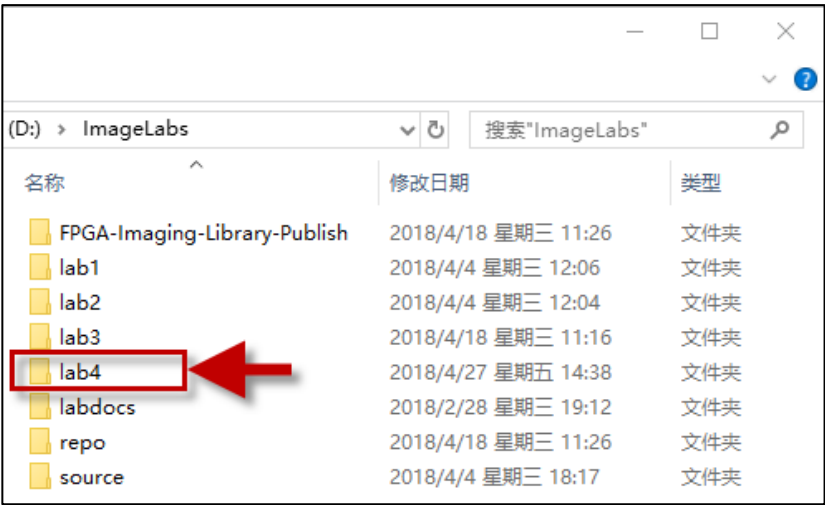 (D:) > ImageLabs 搜索"ImageLabs"
名称 修改日期 类型
FPGA-Imaging-Library-Publish 2018/4/18 星期三 11:26 文件夹
lab1 2018/4/4 星期三 12:06 文件夹
lab2 2018/4/4 星期三 12:04 文件夹
lab3 2018/4/18 星期三 11:16 文件夹
lab4 2018/4/27 星期五 14:38 文件夹
labdocs 2018/2/28 星期三 19:12 文件夹
repo 2018/4/18 星期三 11:26 文件夹
source 2018/4/4 星期三 18:17 文件夹